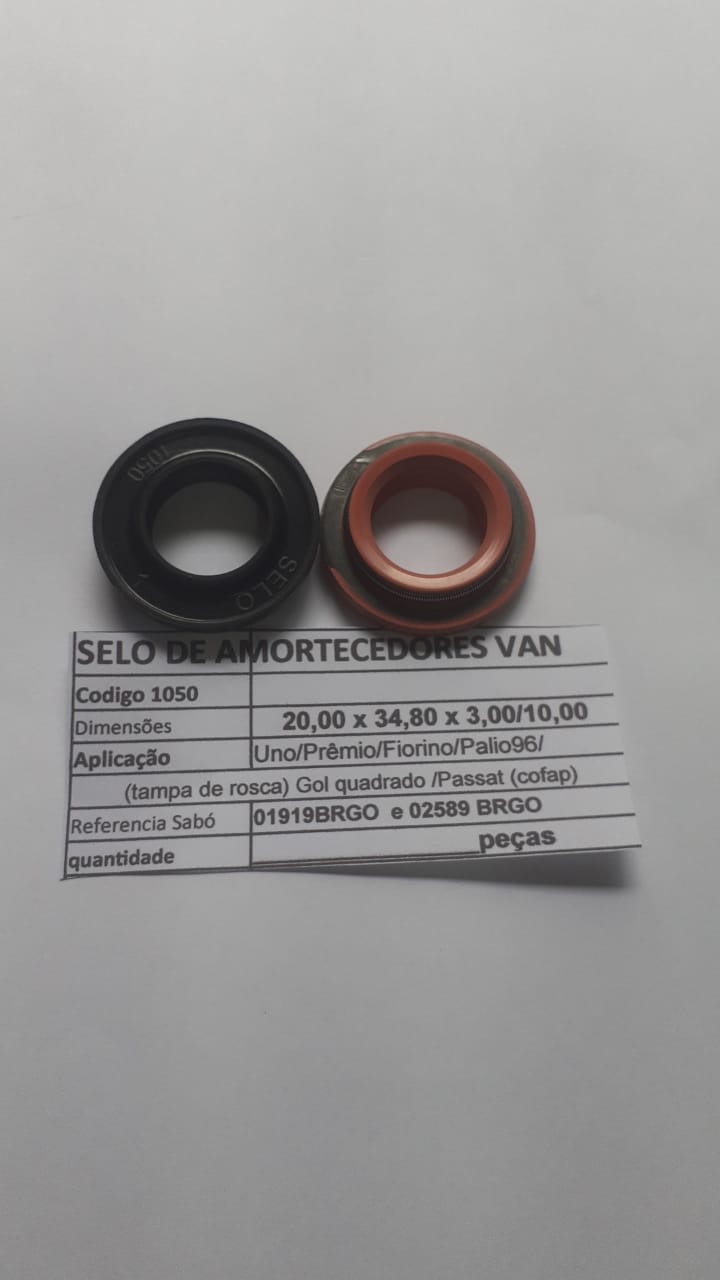 1050
1
SELO
SELO DE AMORTECEDORES VAN
Codigo 1050
Dimensões 20,00 x 34,80 x 3,00/10,00
Aplicação Uno/Prêmio/Fiorino/Palio96/
(tampa de rosca) Gol quadrado /Passat (cofap)
Referencia Sabó 01919BRGO e 02589 BRGO
quantidade peças